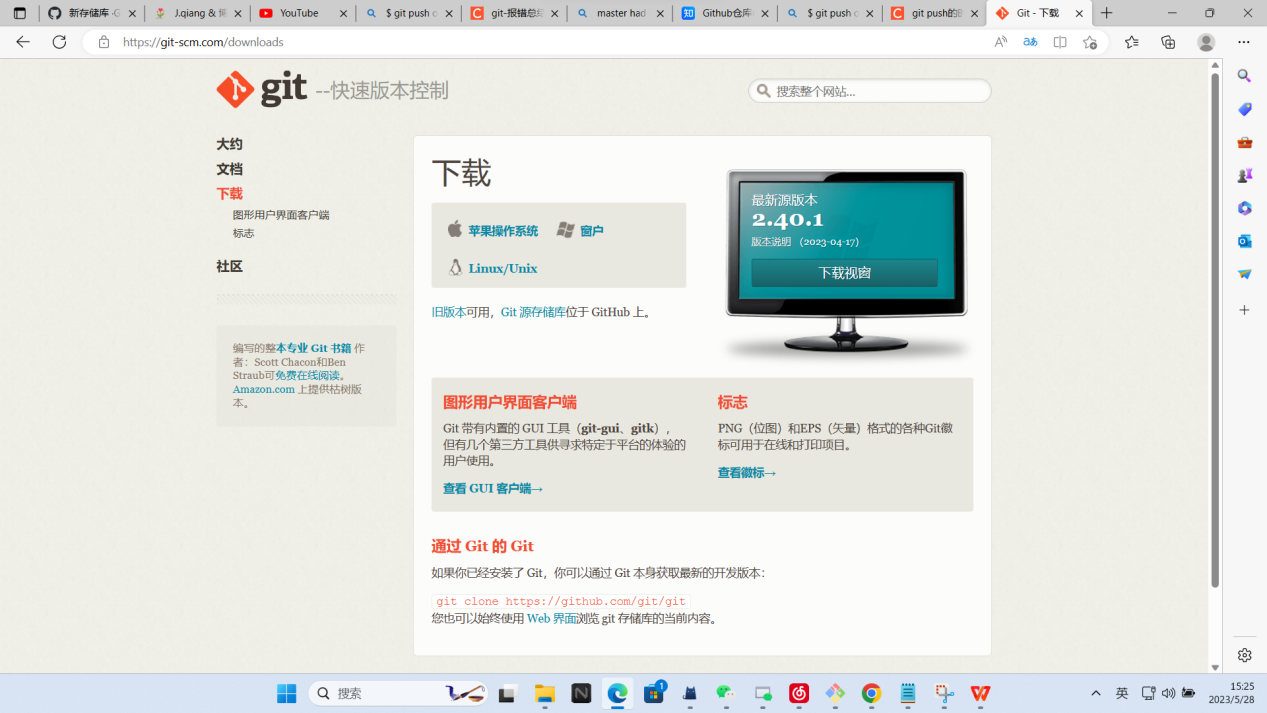 新存储库 ·G
J.qiang &
YouTube
$ git push o
git-报错总结
master had
知
Github仓库
$ git push o
git push的
Git - 下载
https://git-scm.com/downloads
git --快速版本控制
搜索整个网站...
大约
文档
下载
图形用户界面客户端
标志
社区
编写的整本专业 Git 书籍 作
者：Scott Chacon和Ben
Straub可免费在线阅读。
Amazon.com 上提供枯树版
本。
下载
苹果操作系统 窗户
Linux/Unix
旧版本可用，Git 源存储库位于 GitHub 上。
最新源版本
2.40.1
版本说明 （2023-04-17）
下载视窗
图形用户界面客户端
Git 带有内置的 GUI 工具（git-gui、gitk），
但有几个第三方工具供寻求特定于平台的体验的
用户使用。
查看 GUI 客户端→
标志
PNG（位图）和EPS（矢量）格式的各种Git徽
标可用于在线和打印项目。
查看徽标→
通过 Git 的 Git
如果你已经安装了 Git，你可以通过 Git 本身获取最新的开发版本：
git clone https://github.com/git/git
您也可以始终使用 Web 界面浏览 git 存储库的当前内容。
搜索
1
英
15:25
2023/5/28